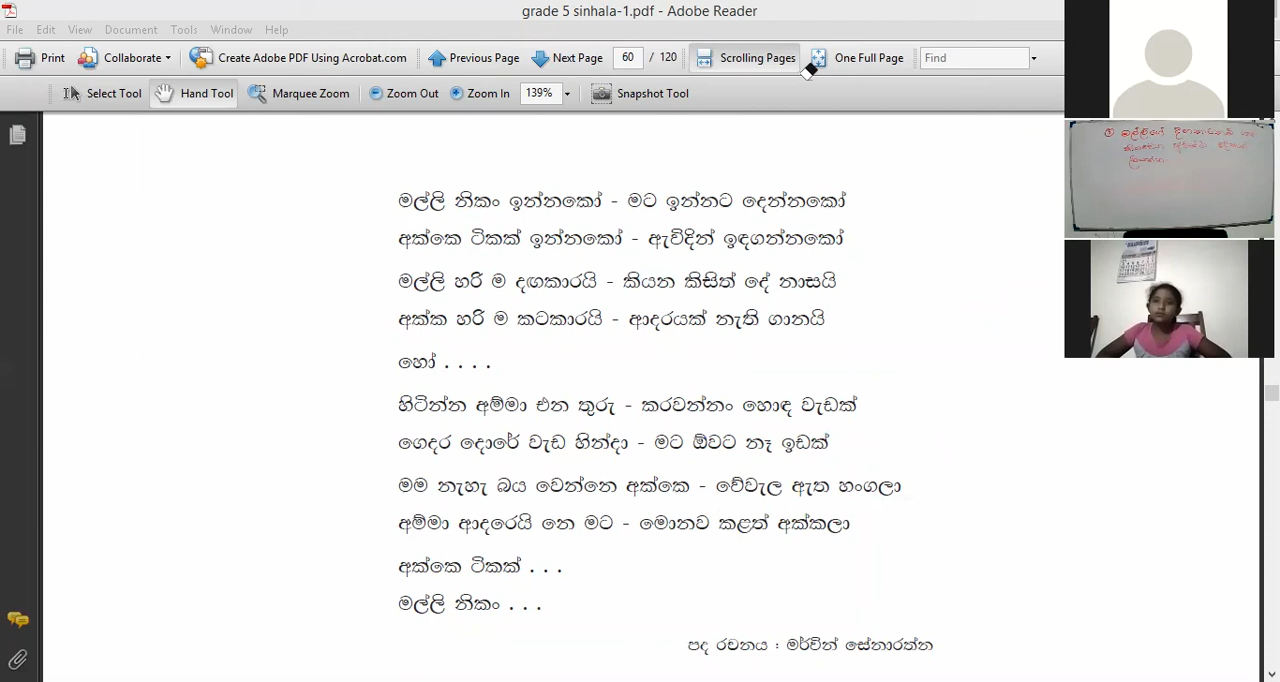 grade 5 sinhala-1.pdf - Adobe Reader
File Edit View Document Tools Window Help
Print Collaborate Create Adobe PDF Using Acrobat.com Previous Page Next Page 60 / 120 Scrolling Pages One Full Page Find
Select Tool Hand Tool Marquee Zoom Zoom Out Zoom In 139% Snapshot Tool
මල්ලි නිකං ඉන්නකෝ - මට ඉන්නට දෙන්නකෝ
අක්කෙ ටිකක් ඉන්නකෝ - ඇවිදින් ඉඳගන්නකෝ
මල්ලි හරි ම දඟකාරයි - කියන කිසිත් දේ නාසයි
අක්ක හරි ම කටකාරයි - ආදරයක් නැති ගානයි
හෝ . . . .
හිටින්න අම්මා එන තුරු - කරවන්නං හොඳ වැඩක්
ගෙදර දොරේ වැඩ හින්දා - මට ඕවට නෑ ඉඩක්
මම නැහැ බය වෙන්නෙ අක්කෙ - වේවැල ඇත හංගලා
අම්මා ආදරෙයි නෙ මට - මොනව කළත් අක්කලා
අක්කෙ ටිකක් . . .
මල්ලි නිකං . . .
පද රචනය : මර්වින් සේනාරත්න